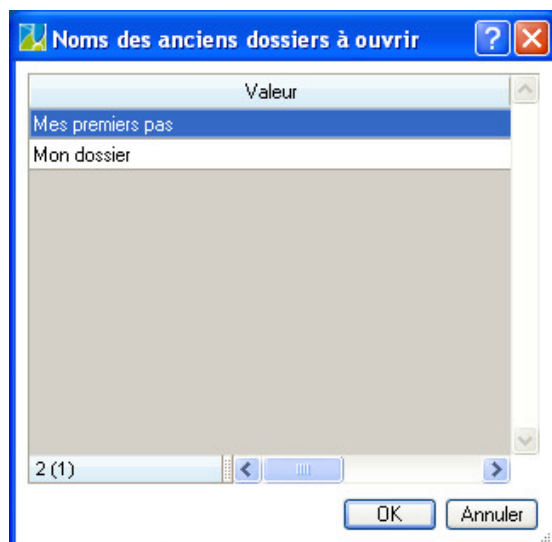 Noms des anciens dossiers à ouvrir
Valeur
Mes premiers pas
Mon dossier
2 (1)
OK Annuler